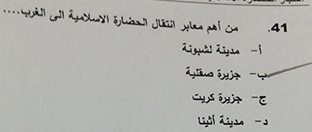 41. من أهم معابر انتقال الحضارة الاسلامية الى الغرب....
أ- مدينة لشبونة
ب- جزيرة صقلية
ج- جزيرة كريت
د- مدينة أثينا